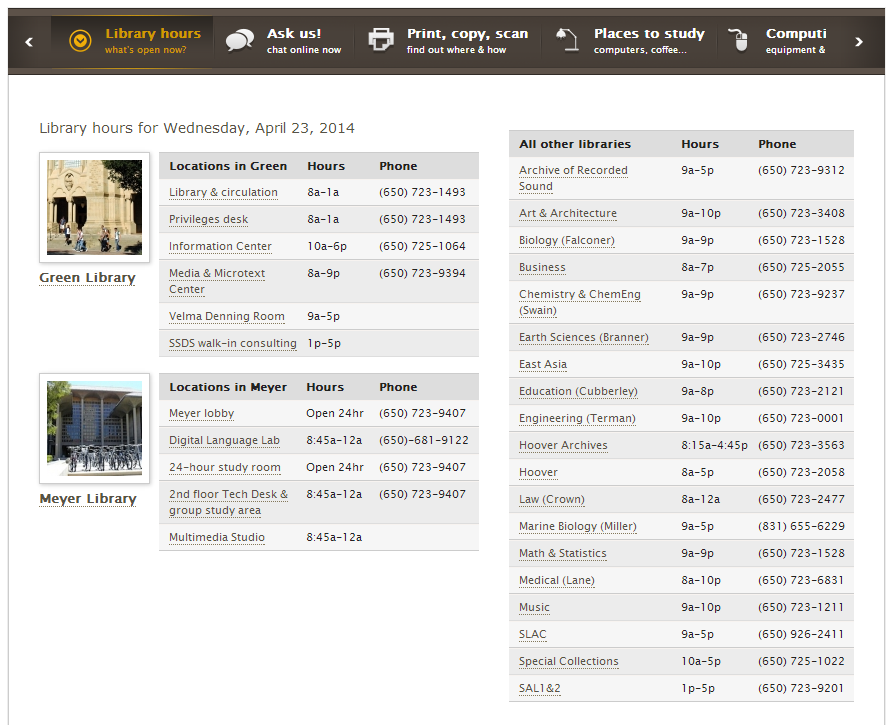 Library hours
what's open now?
Ask us!
chat online now
Print, copy, scan
find out where & how
Places to study
computers, coffee...
Computi
equipment &
Library hours for Wednesday, April 23, 2014
Green Library
Locations in Green Hours Phone
Library & circulation 8a-1a (650) 723-1493
Privileges desk 8a-1a (650) 723-1493
Information Center 10a-6p (650) 725-1064
Media & Microtext 8a-9p (650) 723-9394
Center
Velma Denning Room 9a-5p
SSDS walk-in consulting 1p-5p
Meyer Library
Locations in Meyer Hours Phone
Meyer lobby Open 24hr (650) 723-9407
Digital Language Lab 8:45a-12a (650)-681-9122
24-hour study room Open 24hr (650) 723-9407
2nd floor Tech Desk & 8:45a-12a (650) 723-9407
group study area
Multimedia Studio 8:45a-12a
All other libraries Hours Phone
Archive of Recorded 9a-5p (650) 723-9312
Sound
Art & Architecture 9a-10p (650) 723-3408
Biology (Falconer) 9a-9p (650) 723-1528
Business 8a-7p (650) 725-2055
Chemistry & ChemEng 9a-9p (650) 723-9237
(Swain)
Earth Sciences (Branner) 9a-9p (650) 723-2746
East Asia 9a-10p (650) 725-3435
Education (Cubberley) 9a-8p (650) 723-2121
Engineering (Terman) 9a-10p (650) 723-0001
Hoover Archives 8:15a-4:45p (650) 723-3563
Hoover 8a-5p (650) 723-2058
Law (Crown) 8a-12a (650) 723-2477
Marine Biology (Miller) 9a-5p (831) 655-6229
Math & Statistics 9a-9p (650) 723-1528
Medical (Lane) 8a-10p (650) 723-6831
Music 9a-10p (650) 723-1211
SLAC 9a-5p (650) 926-2411
Special Collections 10a-5p (650) 725-1022
SAL1&2 1p-5p (650) 723-9201